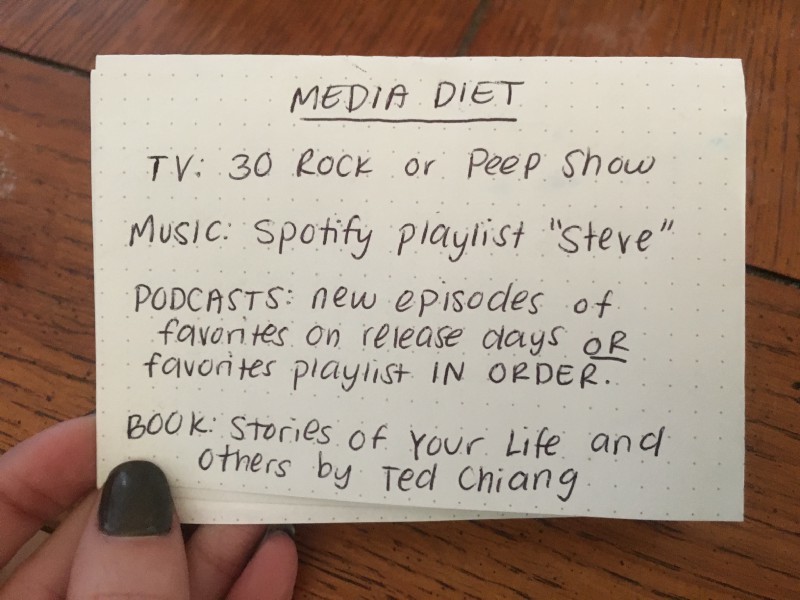 MEDIA DIET
TV: 30 ROCK or Peep Show
MUSIC: Spotify playlist "Steve"
PODCASTS: new episodes of
favorites on release days OR
favorites playlist IN ORDER.
BOOK: Stories of Your Life and
others by Ted Chiang